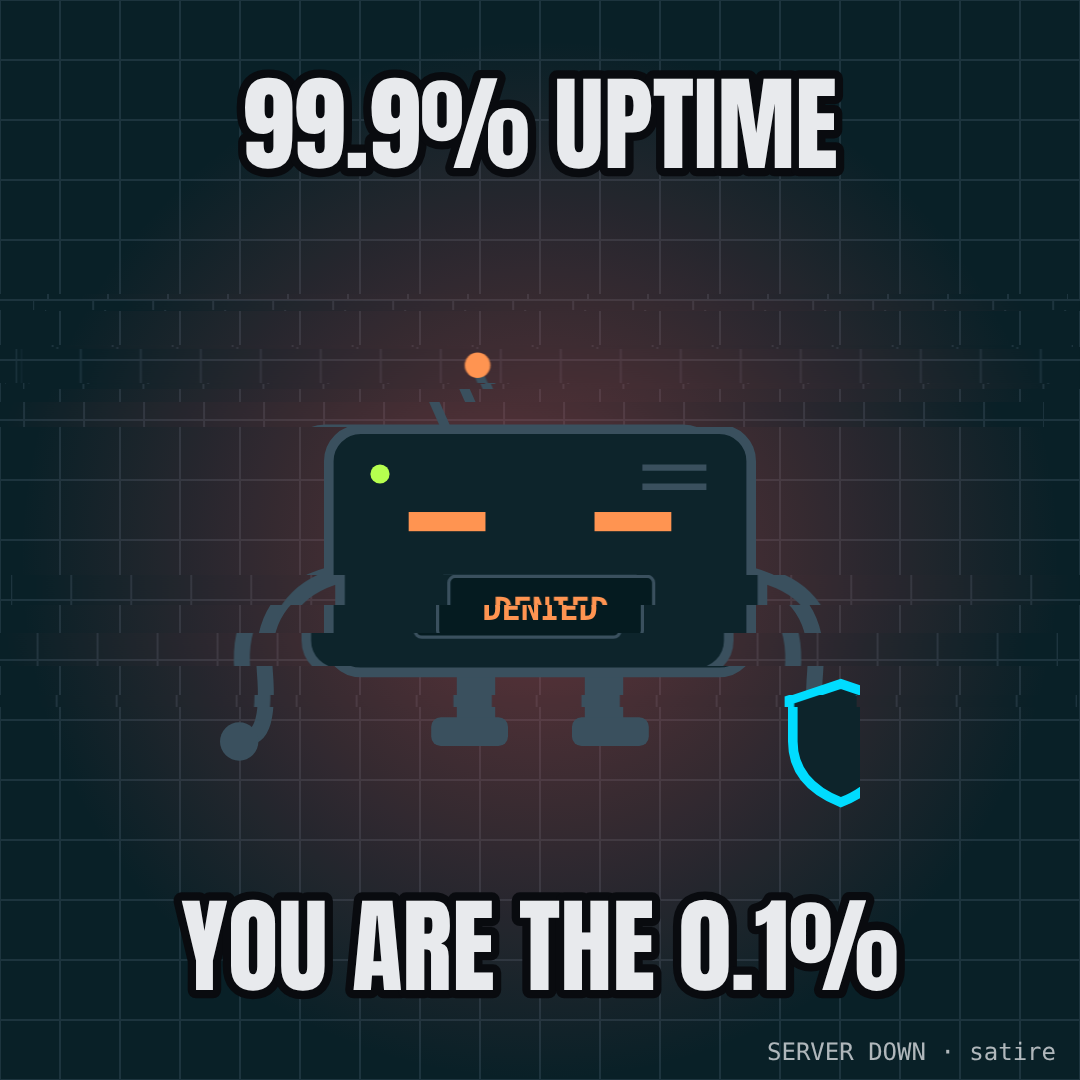 99.9% UPTIME
DENIED
YOU ARE THE 0.1%
SERVER DOWN · satire